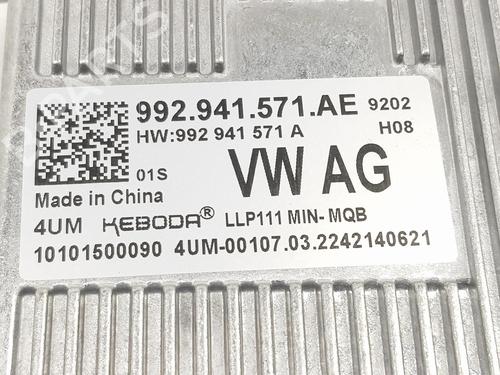 992.941.571.AE 9202
HW:992 941 571 A H08
01S VW AG
Made in China
4UM KEBODA® LLP111 MIN- MQB
10101500090 4UM-00107.03.2242140621